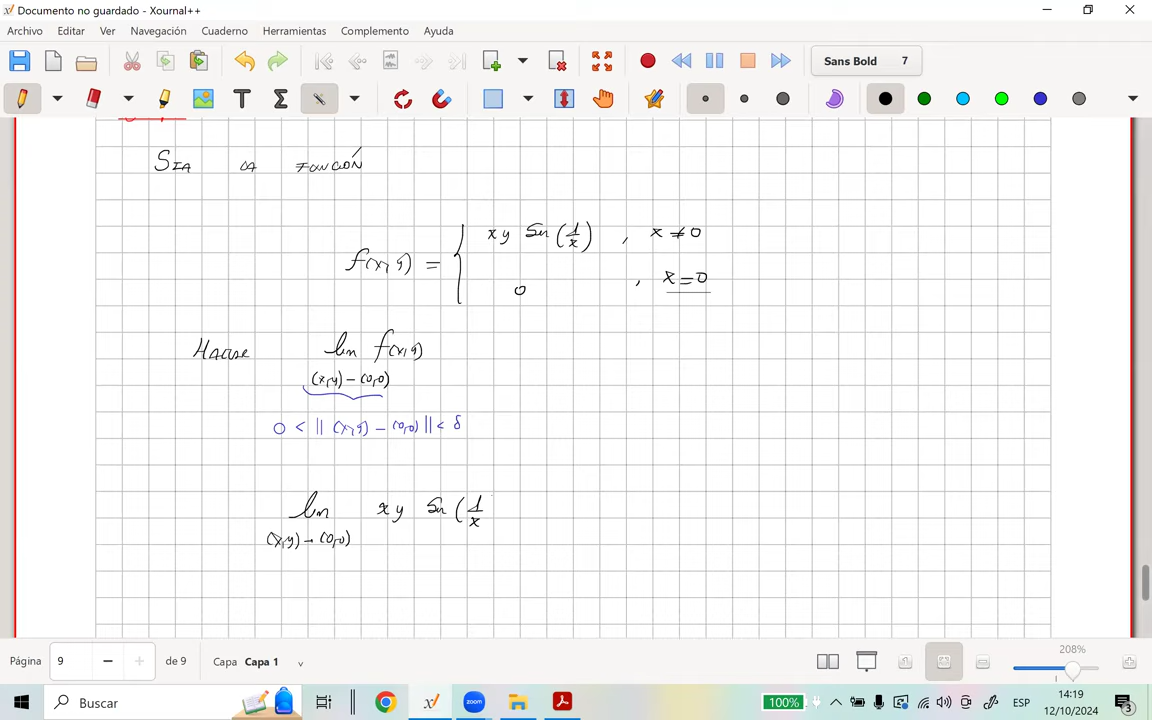 Documento no guardado - Xournal++
Archivo Editar Ver Navegación Cuaderno Herramientas Complemento Ayuda
Sans Bold 7
SEA LA FUNCIÓN
f(x,y) = { xy Sen (1/x) , x ≠ 0
0 , x = 0
HALLAR lim f(x,y)
(x,y) → (0,0)
0 < || (x,y) - (0,0) || < δ
lim xy Sen ( 1/x
(x,y) → (0,0)
Página 9 de 9 Capa Capa 1 208%
Buscar 100% ESP 14:19
12/10/2024
3